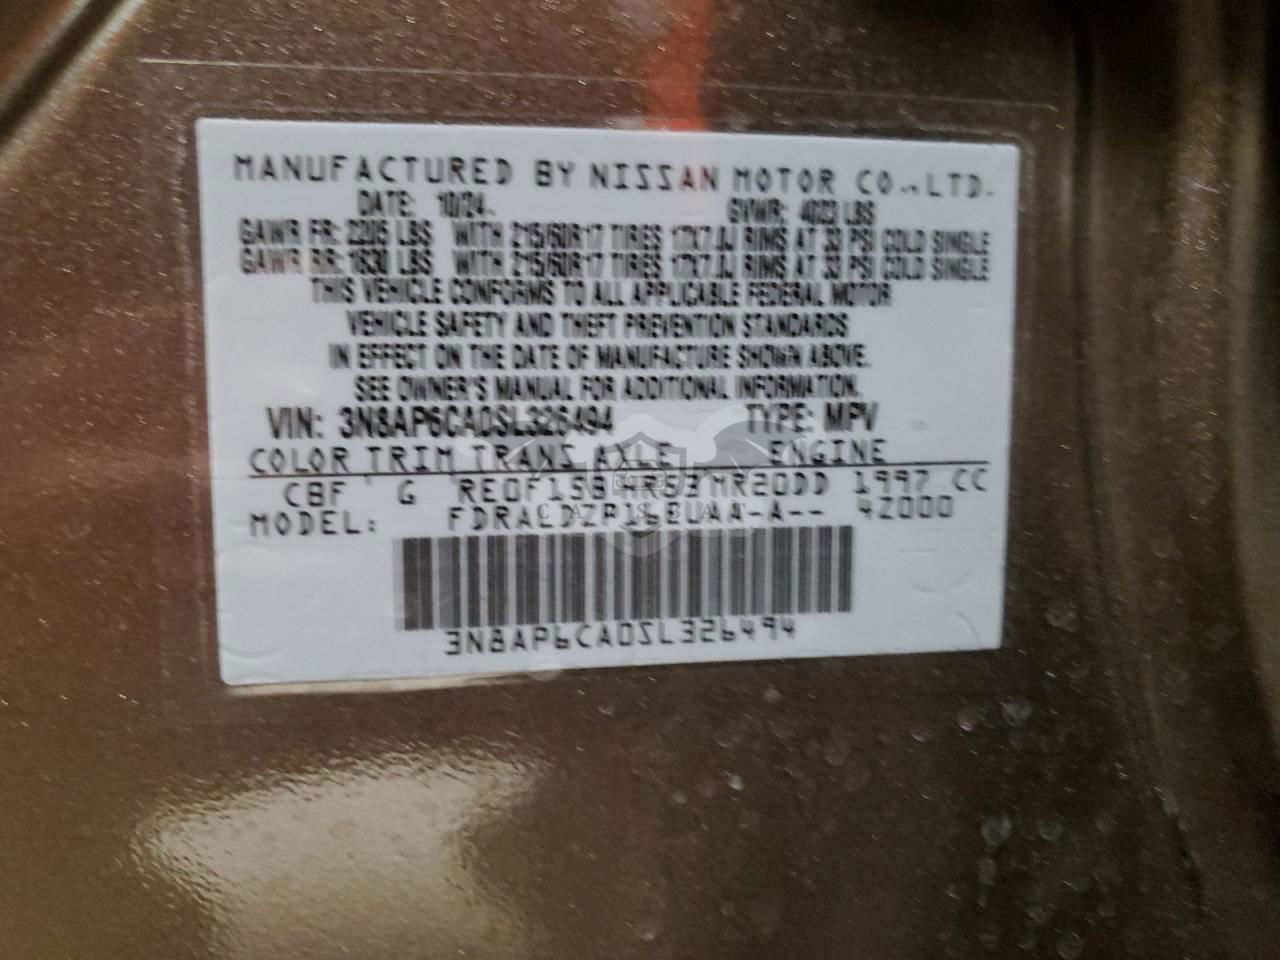 MANUFACTURED BY NISSAN MOTOR CO., LTD.
DATE: 10/24 GVWR: 4023 LBS
GAWR FR: 2205 LBS WITH 215/60R17 TIRES 17X7.0J RIMS AT 33 PSI COLD SINGLE
GAWR RR: 1830 LBS WITH 215/60R17 TIRES 17X7.0J RIMS AT 33 PSI COLD SINGLE
THIS VEHICLE CONFORMS TO ALL APPLICABLE FEDERAL MOTOR
VEHICLE SAFETY AND THEFT PREVENTION STANDARDS
IN EFFECT ON THE DATE OF MANUFACTURE SHOWN ABOVE.
SEE OWNER'S MANUAL FOR ADDITIONAL INFORMATION.
VIN: 3N8AP6CA0SL326494 TYPE: MPV
COLOR TRIM TRANS AXLE ENGINE
CBF G 1997 CC
MODEL: 42000
3N8AP6CA0SL326494